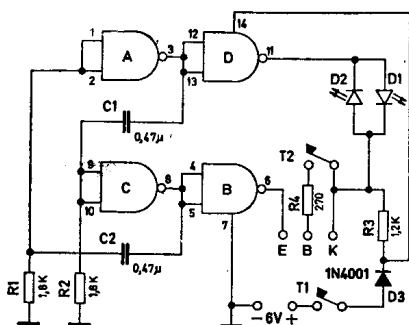 14
1
2
A
3
12
13
D
11
D2
D1
C1
0,47µ
9
10
C
8
4
5
B
6
7
T2
R4
270
R3
1,2K
E
B
K
C2
0,47µ
1N4001
D3
R1
1,8K
R2
1,8K
− 6V +
T1